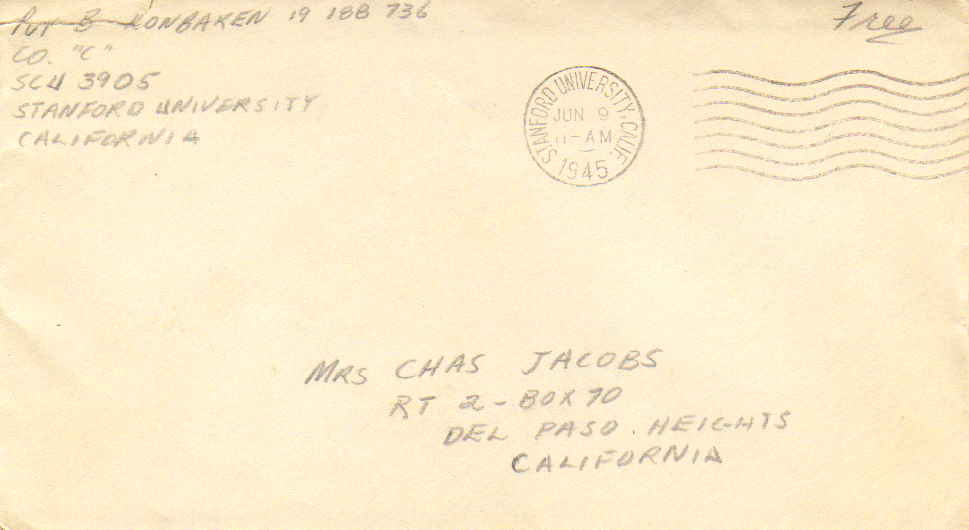 Pvt B RONBAKEN 19 188 736
CO. "C"
SCU 3905
STANFORD UNIVERSITY
CALIFORNIA
Free
STANFORD UNIVERSITY, CALIF.
JUN 9
11-AM
1945
MRS CHAS JACOBS
RT 2-BOX 70
DEL PASO. HEIGHTS
CALIFORNIA